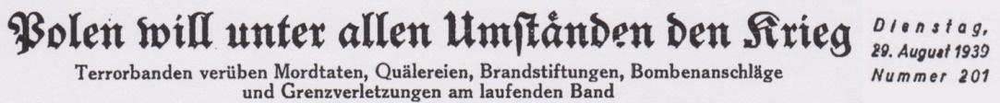 Polen will unter allen Umständen den Krieg
Terrorbanden verüben Mordtaten, Quälereien, Brandstiftungen, Bombenanschläge
und Grenzverletzungen am laufenden Band
Dienstag,
29. August 1939
Nummer 201